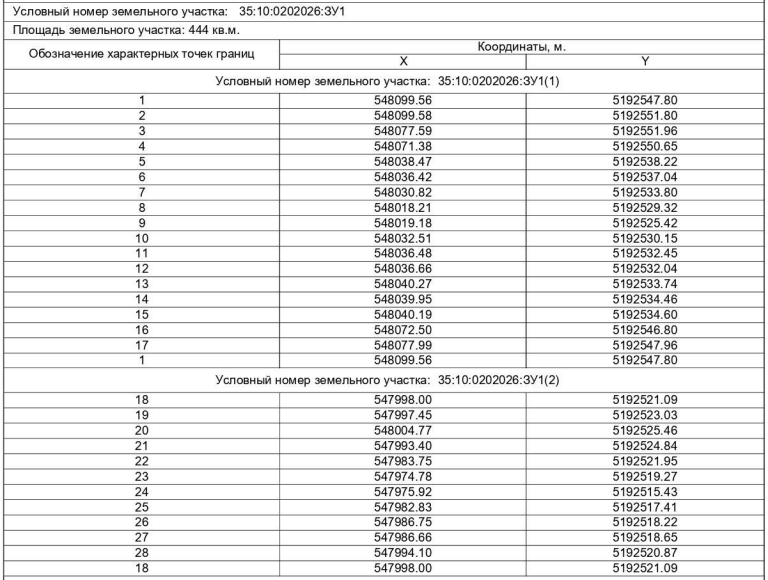 Условный номер земельного участка: 35:10:0202026:ЗУ1
Площадь земельного участка: 444 кв.м.
Обозначение характерных точек границ Координаты, м.
X Y
Условный номер земельного участка: 35:10:0202026:ЗУ1(1)
1 548099.56 5192547.80
2 548099.58 5192551.80
3 548077.59 5192551.96
4 548071.38 5192550.65
5 548038.47 5192538.22
6 548036.42 5192537.04
7 548030.82 5192533.80
8 548018.21 5192529.32
9 548019.18 5192525.42
10 548032.51 5192530.15
11 548036.48 5192532.45
12 548036.66 5192532.04
13 548040.27 5192533.74
14 548039.95 5192534.46
15 548040.19 5192534.60
16 548072.50 5192546.80
17 548077.99 5192547.96
1 548099.56 5192547.80
Условный номер земельного участка: 35:10:0202026:ЗУ1(2)
18 547998.00 5192521.09
19 547997.45 5192523.03
20 548004.77 5192525.46
21 547993.40 5192524.84
22 547983.75 5192521.95
23 547974.78 5192519.27
24 547975.92 5192515.43
25 547982.83 5192517.41
26 547986.75 5192518.22
27 547986.66 5192518.65
28 547994.10 5192520.87
18 547998.00 5192521.09